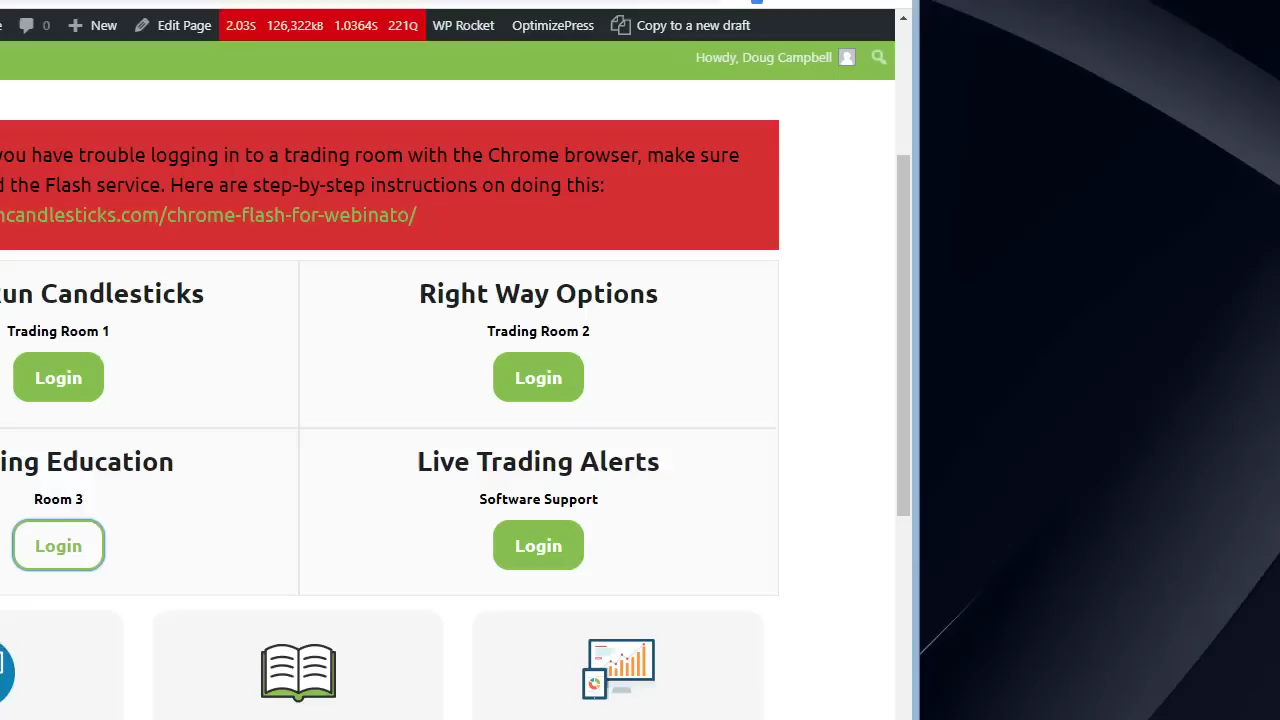 0 New Edit Page 2.03S 126,322KB 1.0364S 221Q WP Rocket OptimizePress Copy to a new draft
Howdy, Doug Campbell
you have trouble logging in to a trading room with the Chrome browser, make sure
the Flash service. Here are step-by-step instructions on doing this:
ncandlesticks.com/chrome-flash-for-webinato/
un Candlesticks
Trading Room 1
Login
Right Way Options
Trading Room 2
Login
ing Education
Room 3
Login
Live Trading Alerts
Software Support
Login